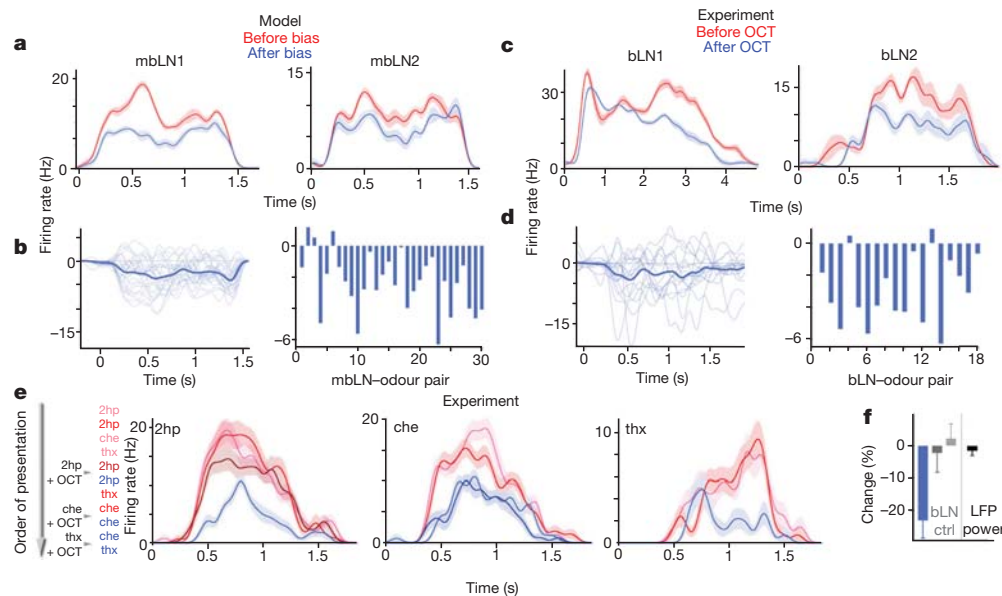 a
Model
Before bias
After bias
mbLN1
mbLN2
20
0
15
0
0 0.5 1 1.5
0 0.5 1 1.5
Firing rate (Hz)
Time (s)
c
Experiment
Before OCT
After OCT
bLN1
bLN2
30
0
15
0
0 1 2 3 4
0 0.5 1 1.5
Firing rate (Hz)
Time (s)
b
0
−15
0 0.5 1 1.5
Time (s)
0
−6
0 10 20 30
mbLN–odour pair
d
0
−15
0 0.5 1 1.5
Time (s)
0
−6
0 6 12 18
bLN–odour pair
e
Experiment
Order of presentation
2hp
2hp
che
thx
2hp
2hp
thx
che
che
che
thx
2hp
+ OCT
che
+ OCT
thx
+ OCT
2hp
Firing rate (Hz)
20
0
0 0.5 1 1.5
che
20
0
0 0.5 1 1.5
thx
10
0
0 0.5 1 1.5
Time (s)
f
Change (%)
0
−10
−20
bLN
ctrl
LFP
power